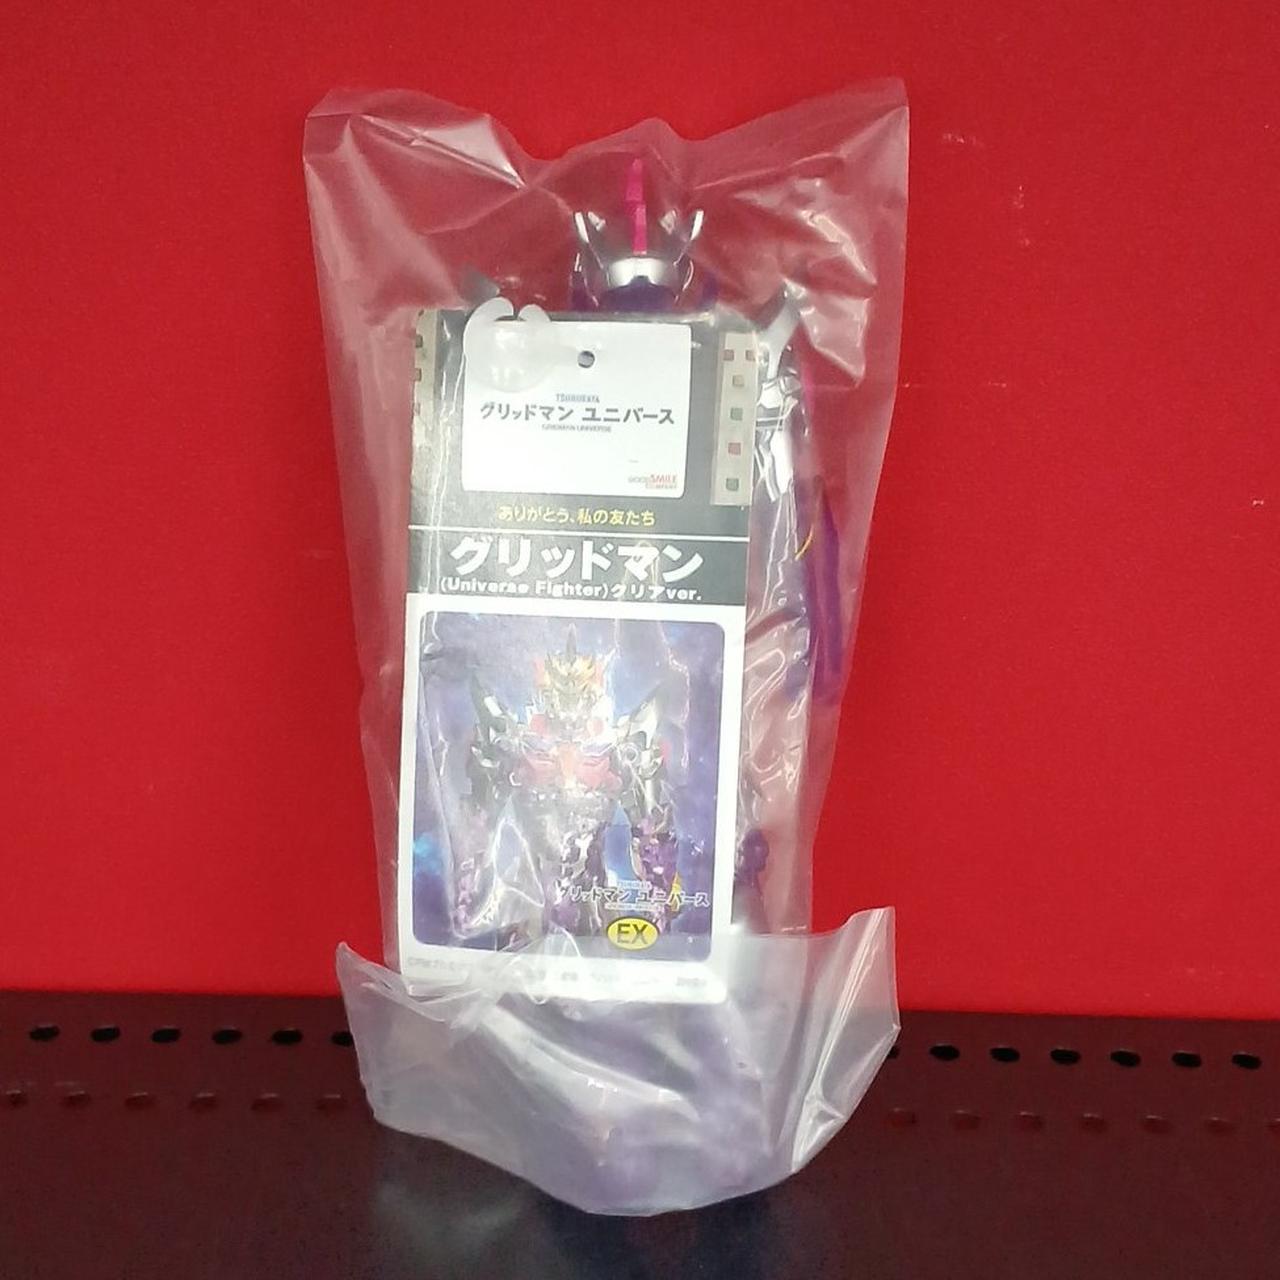 TSUBURAYA
グリッドマン ユニバース
GRIDMAN UNIVERSE
GOODSMILE
COMPANY
ありがとう、私の友たち
グリッドマン
(Universe Fighter)クリアver.
TSUBURAYA
グリッドマン ユニバース
EX